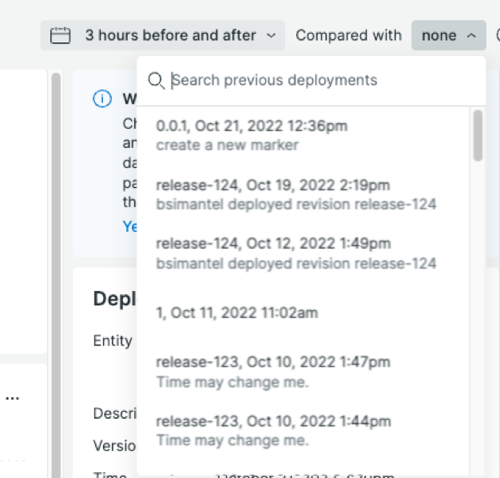 3 hours before and after Compared with none
Search previous deployments
W
0.0.1, Oct 21, 2022 12:36pm
Ch
create a new marker
an
da
release-124, Oct 19, 2022 2:19pm
pa
bsimantel deployed revision release-124
th
Ye
release-124, Oct 12, 2022 1:49pm
bsimantel deployed revision release-124
Depl
1, Oct 11, 2022 11:02am
Entity
release-123, Oct 10, 2022 1:47pm
Time may change me.
...
Descri
release-123, Oct 10, 2022 1:44pm
Time may change me.
Versio
Time